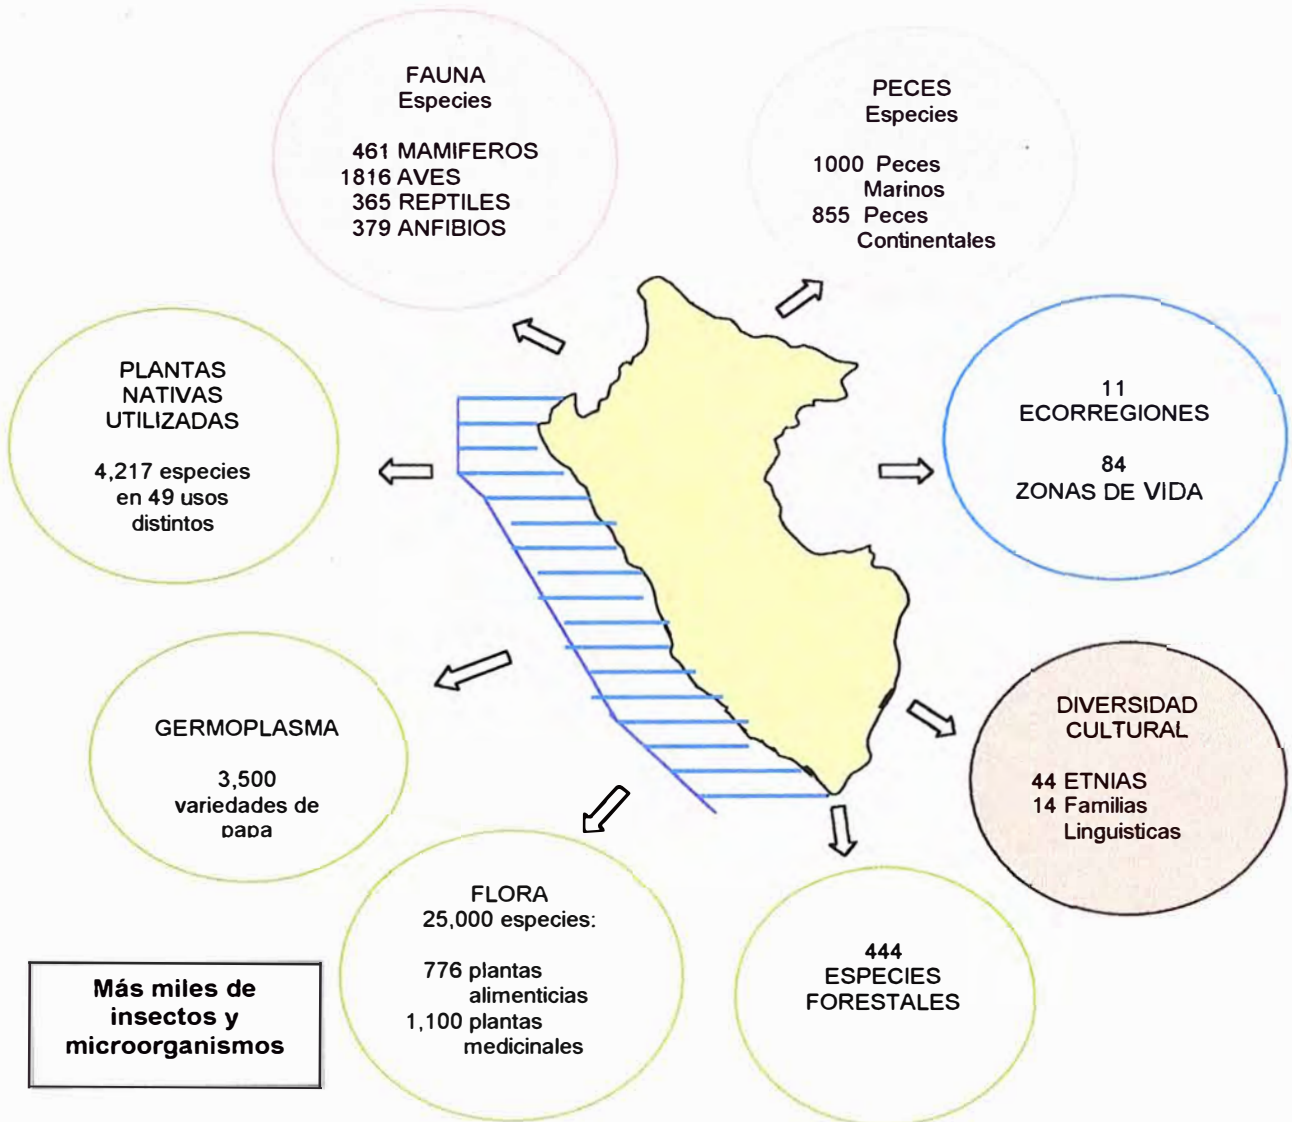 FAUNA
Especies
461 MAMIFEROS
1816 AVES
365 REPTILES
379 ANFIBIOS
PECES
Especies
1000 Peces
Marinos
855 Peces
Continentales
PLANTAS
NATIVAS
UTILIZADAS
4,217 especies
en 49 usos
distintos
11
ECORREGIONES
84
ZONAS DE VIDA
GERMOPLASMA
3,500
variedades de
papa
DIVERSIDAD
CULTURAL
44 ETNIAS
14 Familias
Linguisticas
FLORA
25,000 especies:
776 plantas
alimenticias
1,100 plantas
medicinales
444
ESPECIES
FORESTALES
Más miles de
insectos y
microorganismos